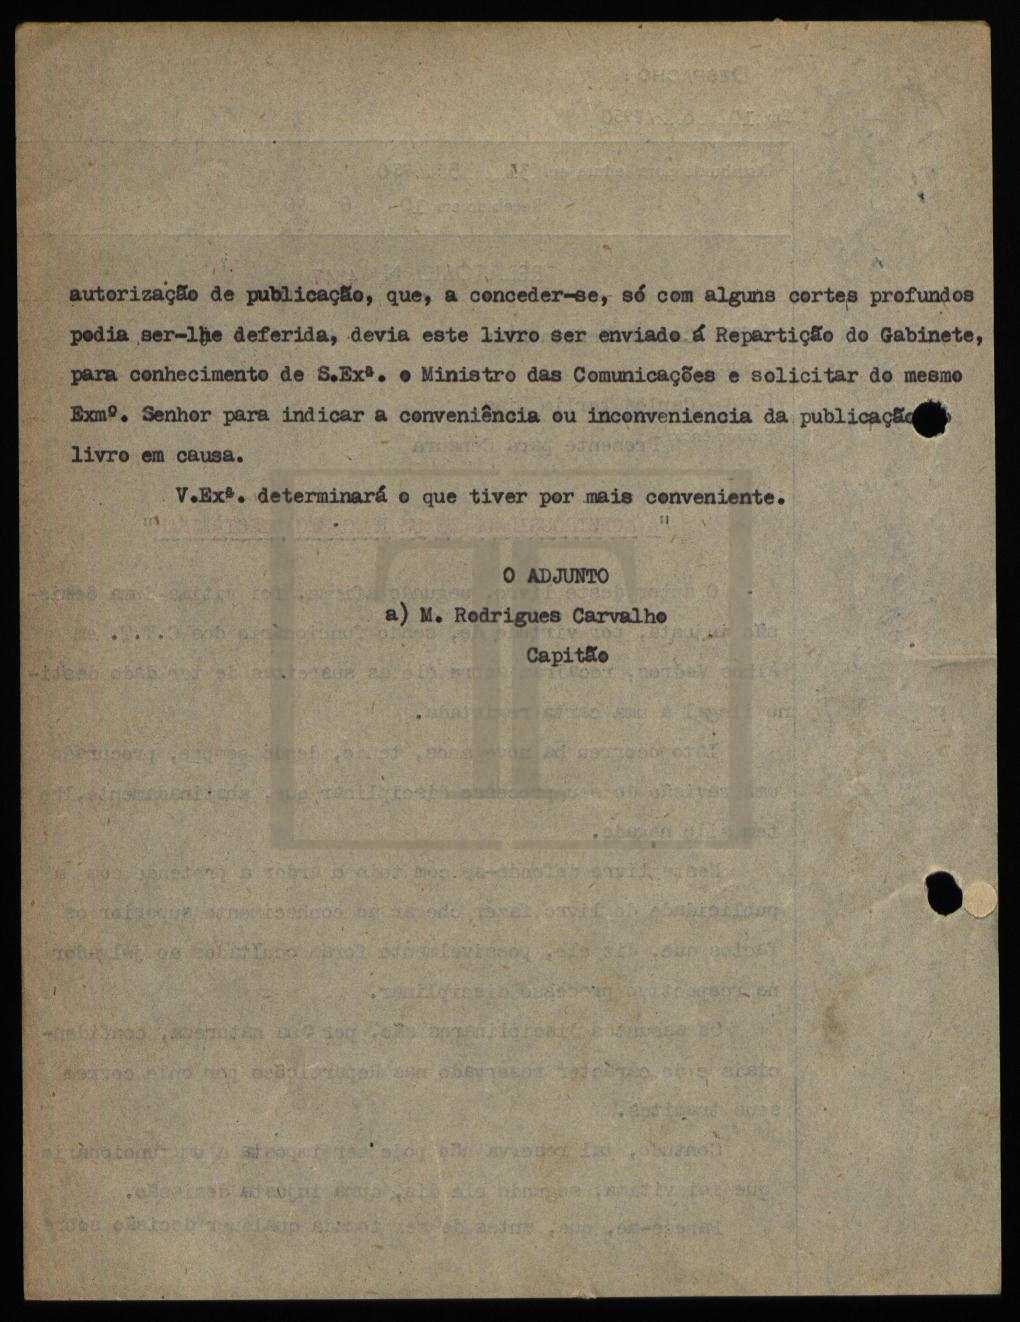 autorização de publicação, que, a conceder-se, só com alguns cortes profundos
podia ser-lhe deferida, devia este livro ser enviado á Repartição do Gabinete,
para conhecimento de S.Exª. o Ministro das Comunicações e solicitar do mesmo
Exmº. Senhor para indicar a conveniência ou inconveniencia da publicação
livro em causa.
V.Exª. determinará o que tiver por mais conveniente.
O ADJUNTO
a) M. Rodrigues Carvalho
Capitão